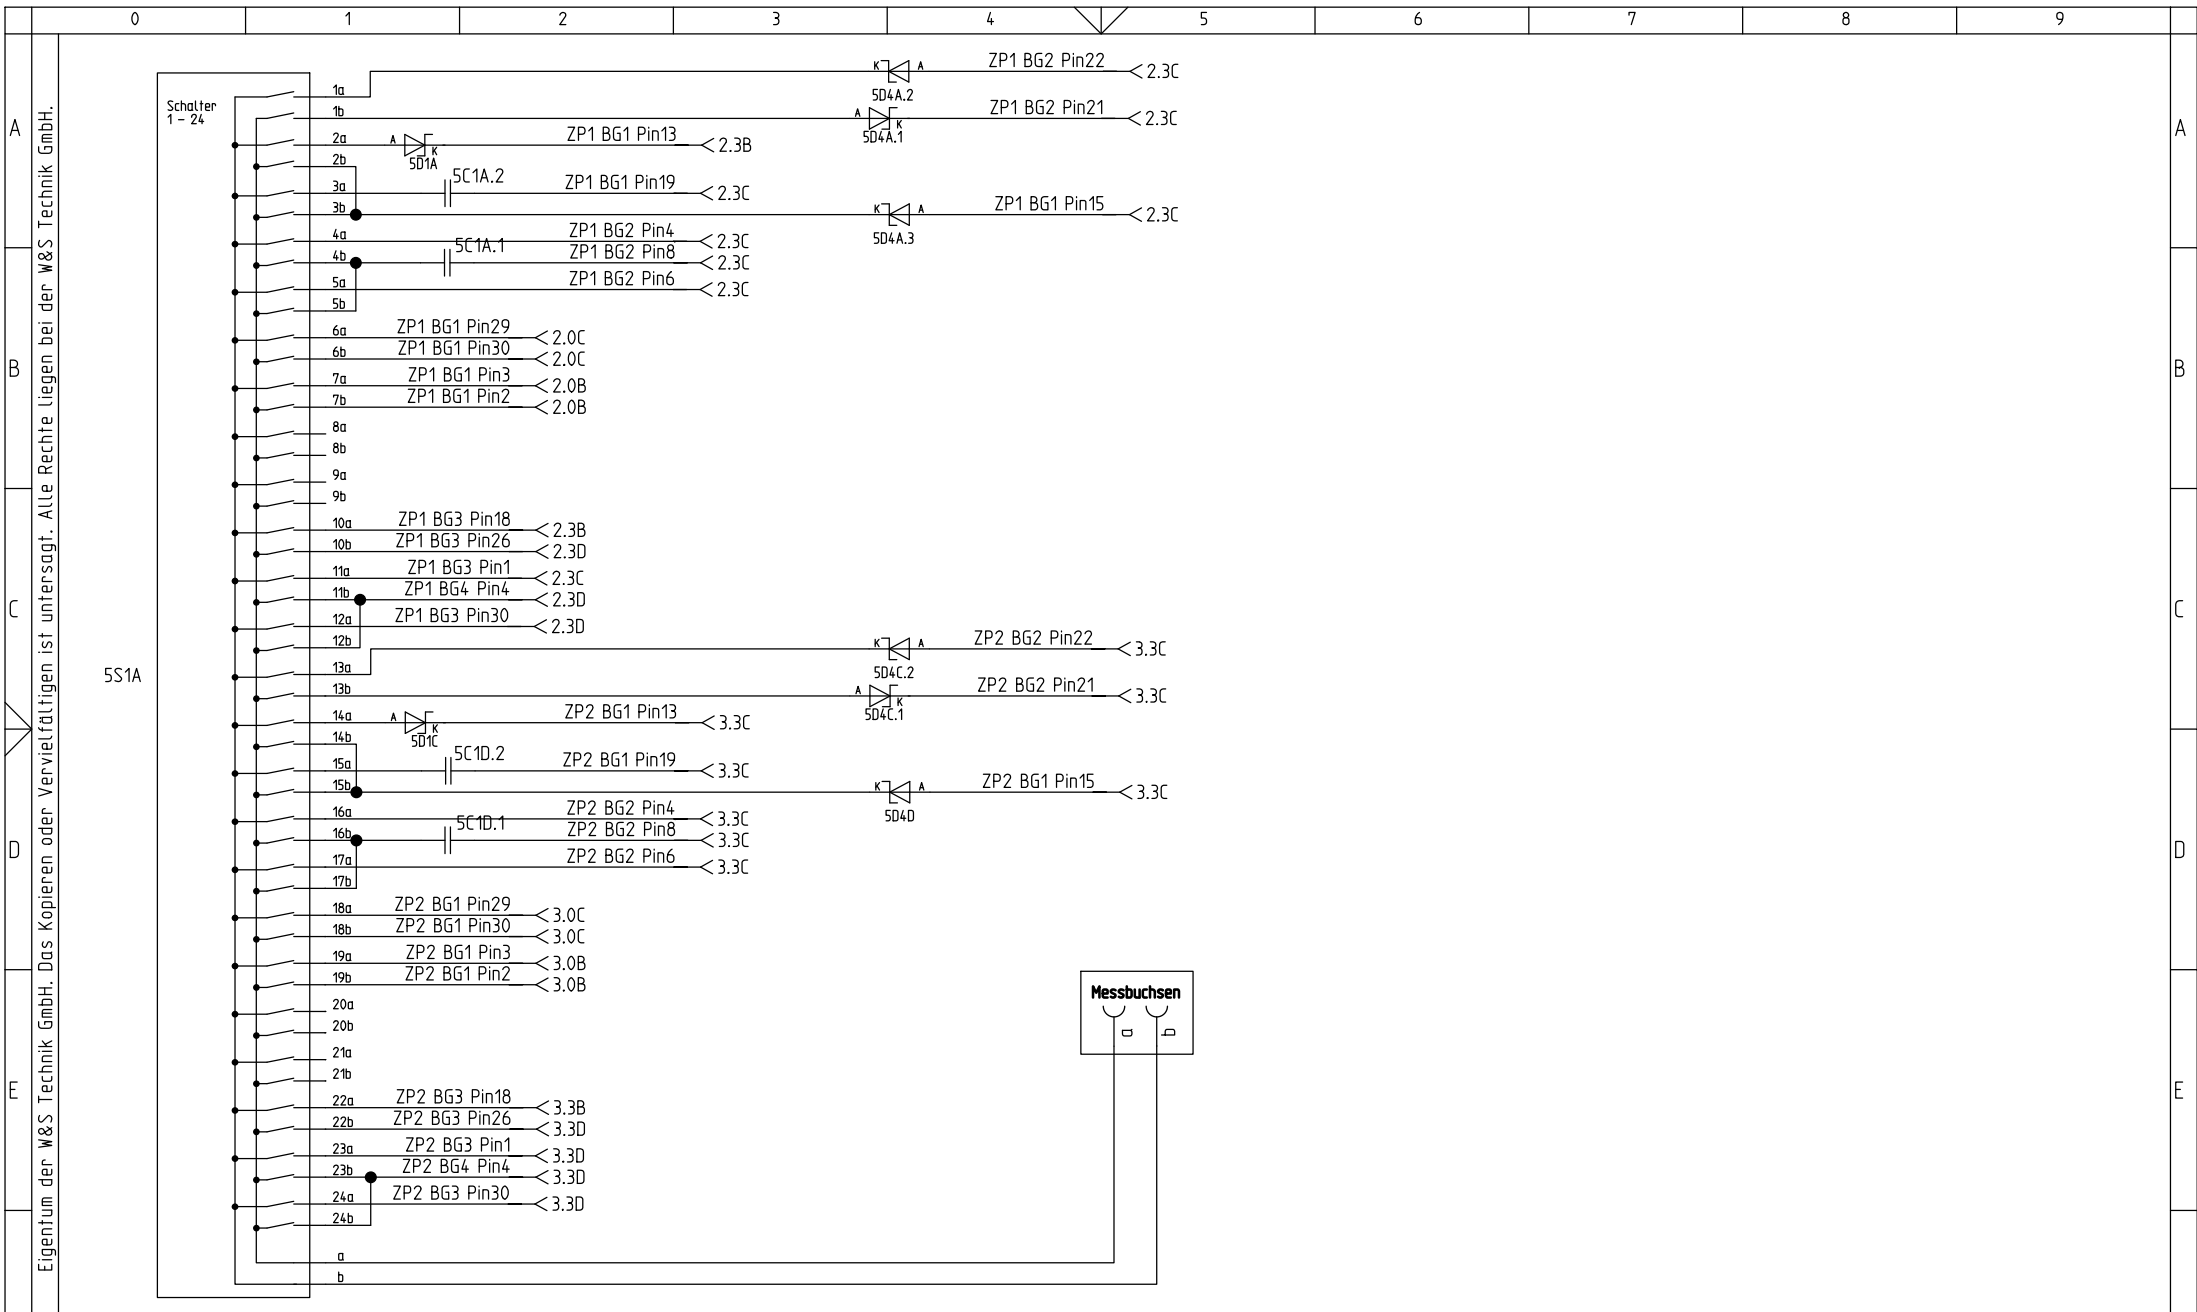 0 1 2 3 4 5 6 7 8 9
A
B
C
D
E
Eigentum der W&S Technik GmbH. Das Kopieren oder Vervielfältigen ist untersagt. Alle Rechte liegen bei der W&S Technik GmbH.
5S1A
Schalter
1 - 24
1a K A 5D4A.2 ZP1 BG2 Pin22 2.3C
1b A K 5D4A.1 ZP1 BG2 Pin21 2.3C
2a A K 5D1A ZP1 BG1 Pin13 2.3B
2b
3a 5C1A.2 ZP1 BG1 Pin19 2.3C
3b K A 5D4A.3 ZP1 BG1 Pin15 2.3C
4a ZP1 BG2 Pin4 2.3C
4b 5C1A.1 ZP1 BG2 Pin8 2.3C
5a ZP1 BG2 Pin6 2.3C
5b
6a ZP1 BG1 Pin29 2.0C
6b ZP1 BG1 Pin30 2.0C
7a ZP1 BG1 Pin3 2.0B
7b ZP1 BG1 Pin2 2.0B
8a
8b
9a
9b
10a ZP1 BG3 Pin18 2.3B
10b ZP1 BG3 Pin26 2.3D
11a ZP1 BG3 Pin1 2.3C
11b ZP1 BG4 Pin4 2.3D
12a ZP1 BG3 Pin30 2.3D
12b
13a K A 5D4C.2 ZP2 BG2 Pin22 3.3C
13b A K 5D4C.1 ZP2 BG2 Pin21 3.3C
14a A K 5D1C ZP2 BG1 Pin13 3.3C
14b
15a 5C1D.2 ZP2 BG1 Pin19 3.3C
15b K A 5D4D ZP2 BG1 Pin15 3.3C
16a ZP2 BG2 Pin4 3.3C
16b 5C1D.1 ZP2 BG2 Pin8 3.3C
17a ZP2 BG2 Pin6 3.3C
17b
18a ZP2 BG1 Pin29 3.0C
18b ZP2 BG1 Pin30 3.0C
19a ZP2 BG1 Pin3 3.0B
19b ZP2 BG1 Pin2 3.0B
20a
20b
21a
21b
22a ZP2 BG3 Pin18 3.3B
22b ZP2 BG3 Pin26 3.3D
23a ZP2 BG3 Pin1 3.3D
23b ZP2 BG4 Pin4 3.3D
24a ZP2 BG3 Pin30 3.3D
24b
a
b
Messbuchsen
a b
A
B
C
D
E